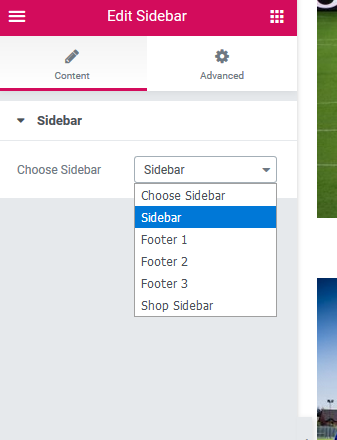 Edit Sidebar
Content Advanced
Sidebar
Choose Sidebar Sidebar
Choose Sidebar
Sidebar
Footer 1
Footer 2
Footer 3
Shop Sidebar